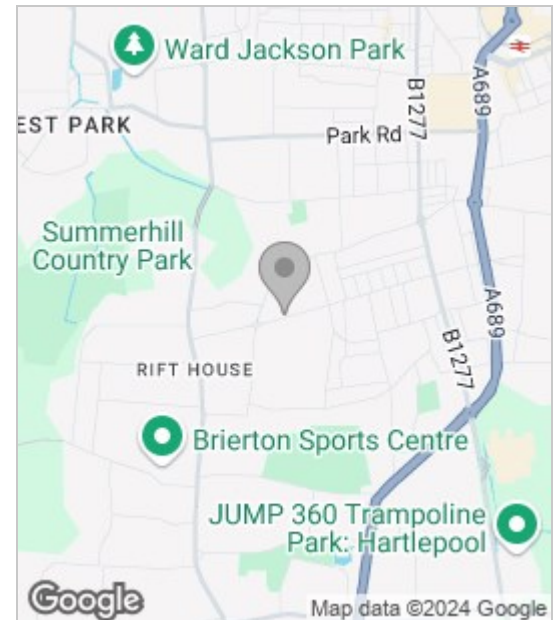 Ward Jackson Park
EST PARK
Park Rd
B1277
A689
Summerhill
Country Park
A689
B1277
RIFT HOUSE
Brierton Sports Centre
JUMP 360 Trampoline
Park: Hartlepool
Google
Map data ©2024 Google